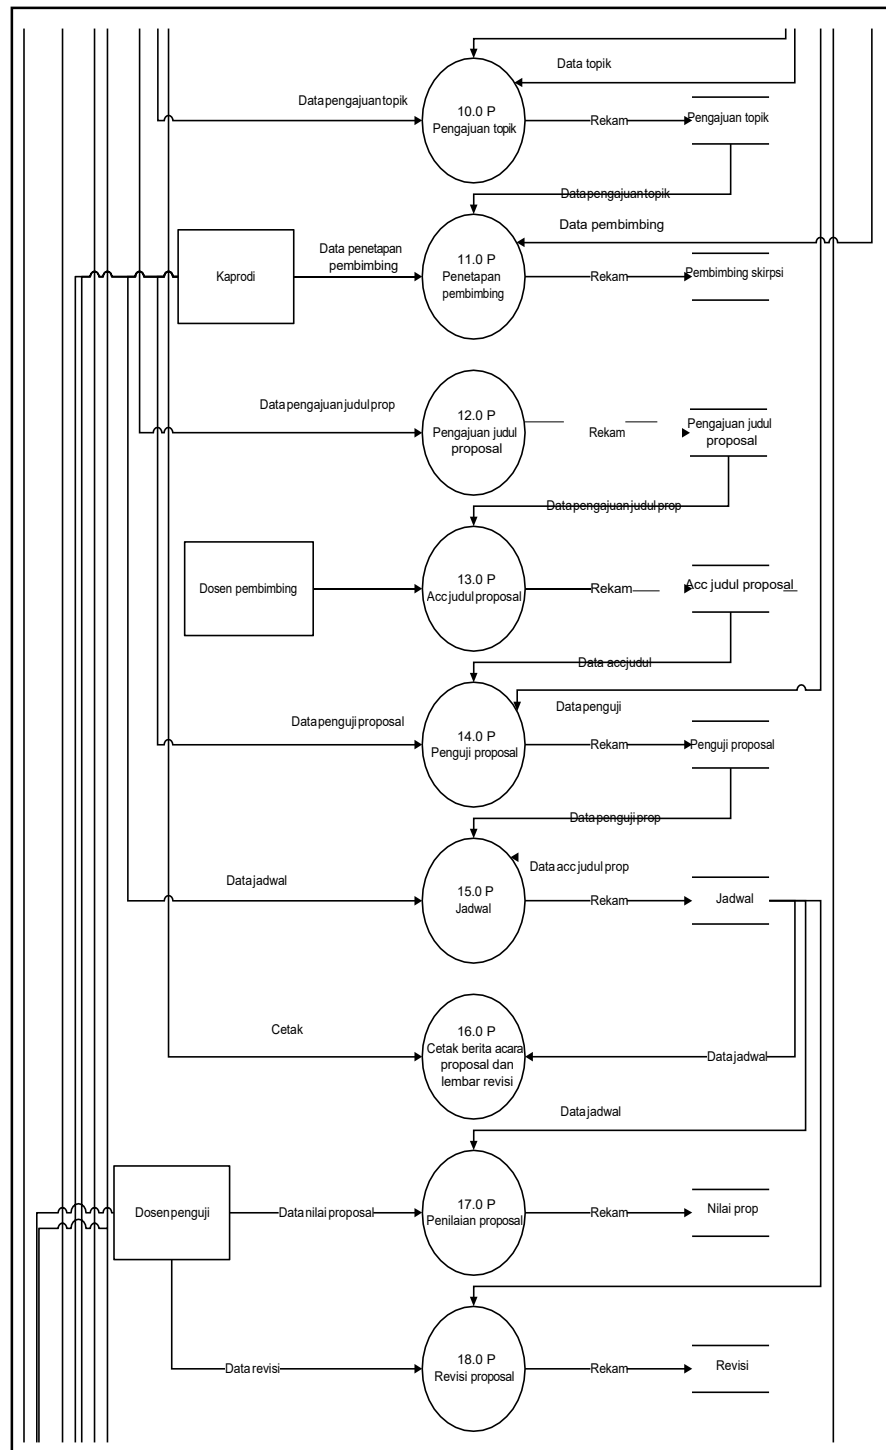 Data topik
Data pengajuan topik
10.0 P
Pengajuan topik
Rekam
Pengajuan topik
Data pengajuan topik
Data pembimbing
Kaprodi
Data penetapan
pembimbing
11.0 P
Penetapan
pembimbing
Rekam
Pembimbing skirpsi
Data pengajuan judul prop
12.0 P
Pengajuan judul
proposal
Rekam
Pengajuan judul
proposal
Data pengajuan judul prop
Dosen pembimbing
13.0 P
Acc judul proposal
Rekam
Acc judul proposal
Data acc judul
Data penguji
Data penguji proposal
14.0 P
Penguji proposal
Rekam
Penguji proposal
Data penguji prop
Data acc judul prop
Data jadwal
15.0 P
Jadwal
Rekam
Jadwal
Cetak
16.0 P
Cetak berita acara
proposal dan
lembar revisi
Data jadwal
Data jadwal
Dosen penguji
Data nilai proposal
17.0 P
Penilaian proposal
Rekam
Nilai prop
Data revisi
18.0 P
Revisi proposal
Rekam
Revisi